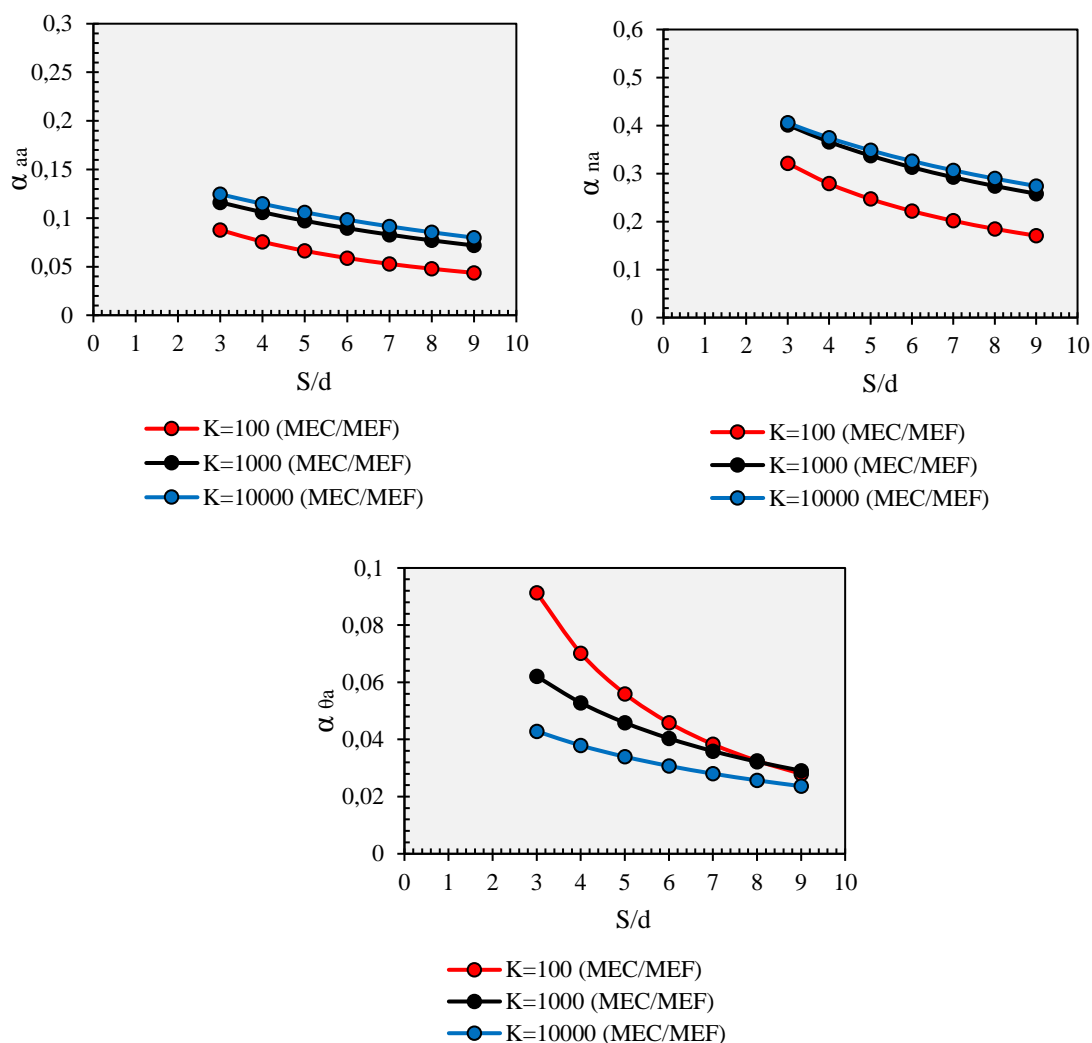 0,3
0,25
0,2
0,15
0,1
0,05
0
α aa
0 1 2 3 4 5 6 7 8 9 10
S/d
K=100 (MEC/MEF)
K=1000 (MEC/MEF)
K=10000 (MEC/MEF)
0,6
0,5
0,4
0,3
0,2
0,1
0
α na
0 1 2 3 4 5 6 7 8 9 10
S/d
K=100 (MEC/MEF)
K=1000 (MEC/MEF)
K=10000 (MEC/MEF)
0,1
0,08
0,06
0,04
0,02
0
α θa
0 1 2 3 4 5 6 7 8 9 10
S/d
K=100 (MEC/MEF)
K=1000 (MEC/MEF)
K=10000 (MEC/MEF)